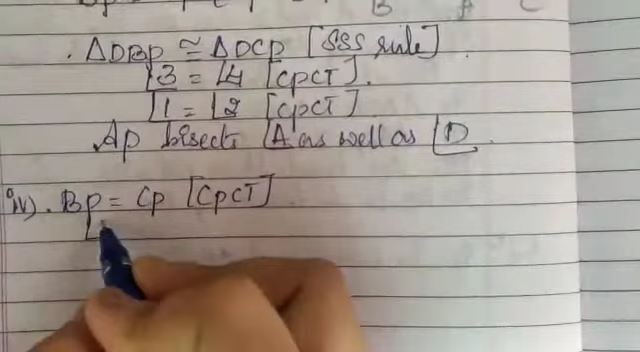 ∴ ΔDBP ≅ ΔDCP [SSS rule]
∠3 = ∠4 [CPCT].
∠1 = ∠2 [CPCT]
AP bisects ∠A as well as ∠D.
iv). BP = CP [CPCT]